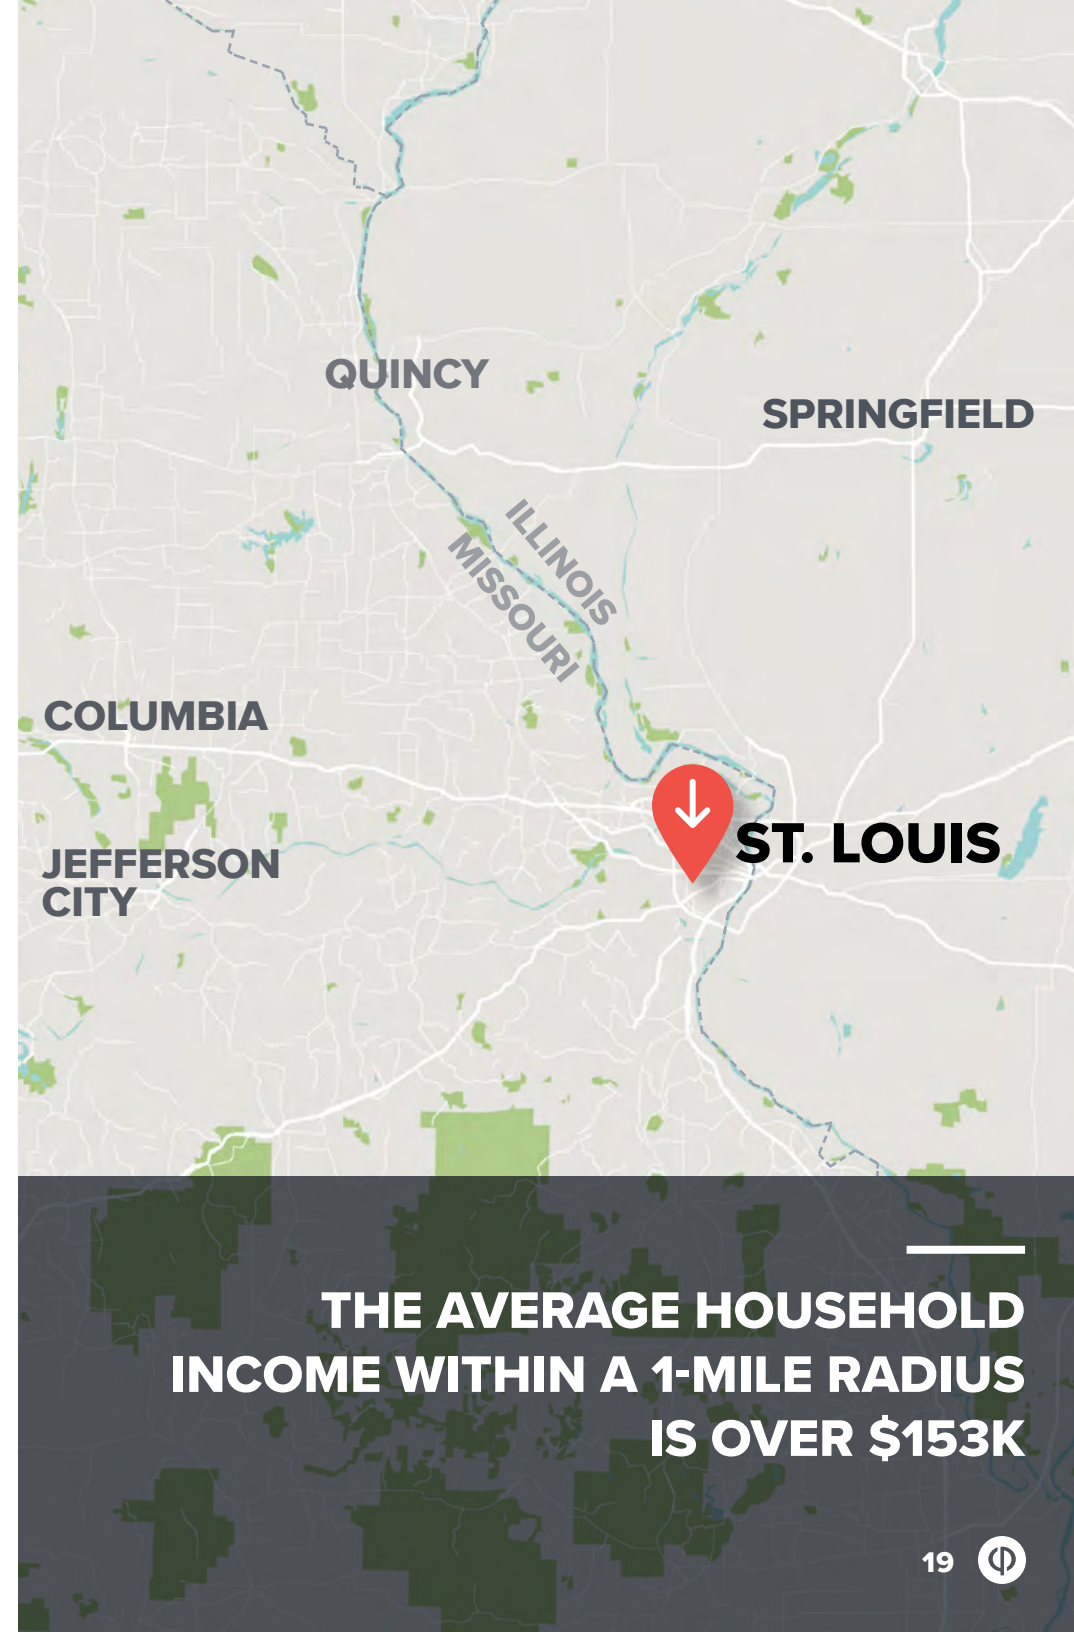 QUINCY
SPRINGFIELD
ILLINOIS
MISSOURI
COLUMBIA
ST. LOUIS
JEFFERSON
CITY
THE AVERAGE HOUSEHOLD
INCOME WITHIN A 1-MILE RADIUS
IS OVER $153K
19